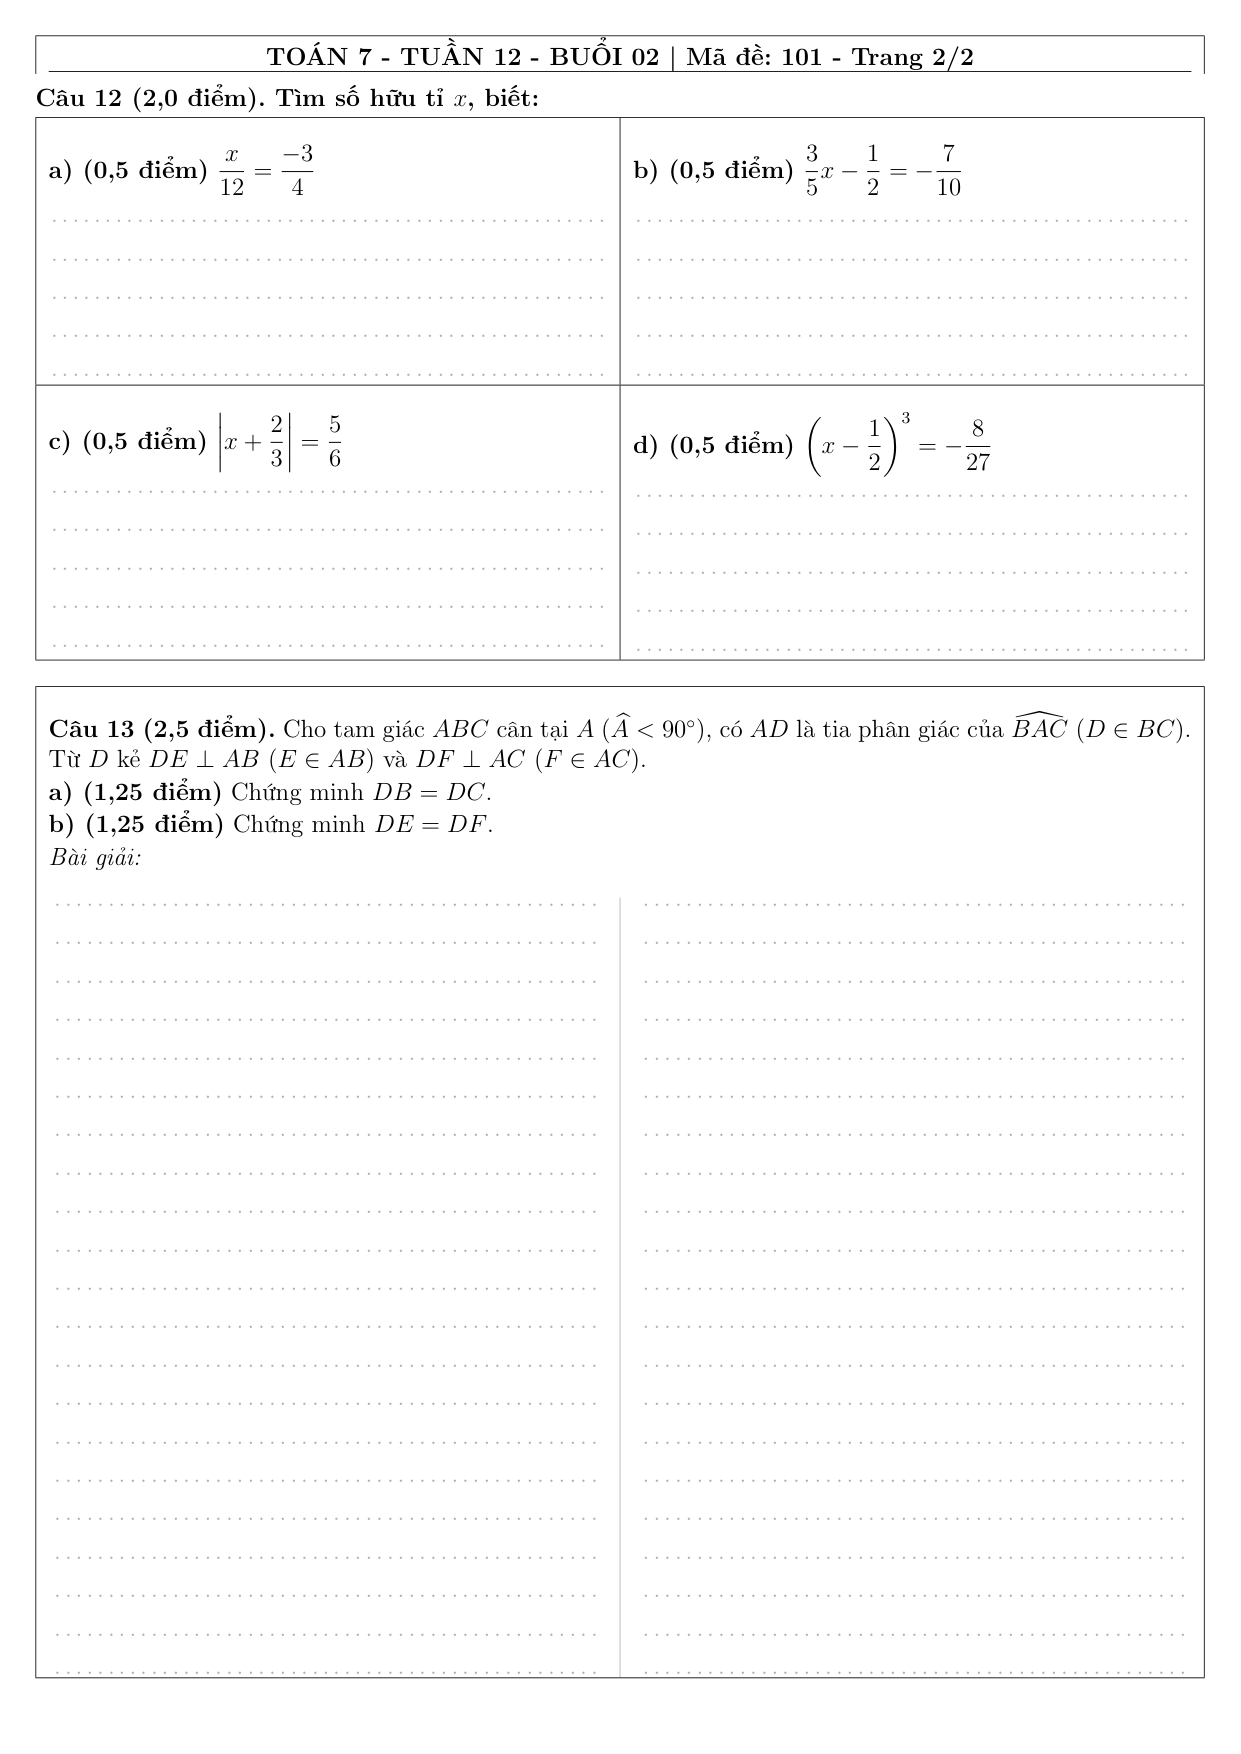 TOÁN 7 - TUẦN 12 - BUỔI 02 | Mã đề: 101 - Trang 2/2
Câu 12 (2,0 điểm). Tìm số hữu tỉ x, biết:
a) (0,5 điểm) x/12 = -3/4
b) (0,5 điểm) 3/5 x − 1/2 = −7/10
c) (0,5 điểm) |x + 2/3| = 5/6
d) (0,5 điểm) (x − 1/2)³ = −8/27
Câu 13 (2,5 điểm). Cho tam giác ABC cân tại A (Â < 90°), có AD là tia phân giác của \widehat{BAC} (D ∈ BC).
Từ D kẻ DE ⊥ AB (E ∈ AB) và DF ⊥ AC (F ∈ AC).
a) (1,25 điểm) Chứng minh DB = DC.
b) (1,25 điểm) Chứng minh DE = DF.
Bài giải: